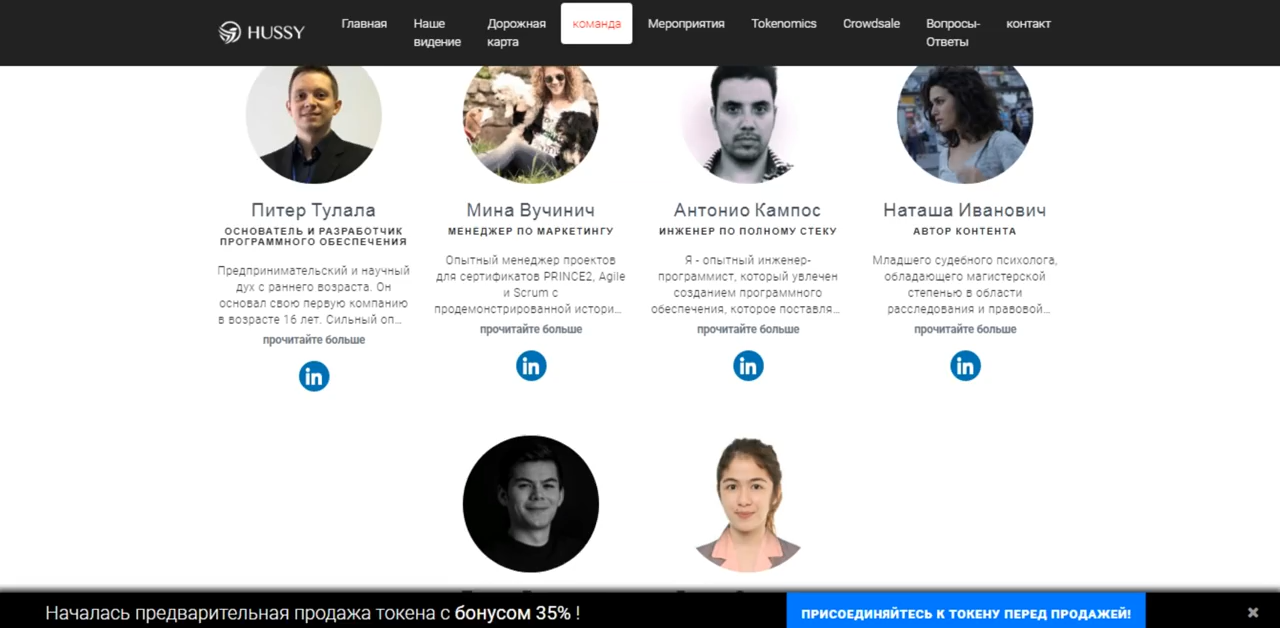 HUSSY
Главная
Наше
видение
Дорожная
карта
команда
Мероприятия
Tokenomics
Crowdsale
Вопросы-
Ответы
контакт
Питер Тулала
ОСНОВАТЕЛЬ И РАЗРАБОТЧИК
ПРОГРАММНОГО ОБЕСПЕЧЕНИЯ
Предпринимательский и научный
дух с раннего возраста. Он
основал свою первую компанию
в возрасте 16 лет. Сильный оп...
прочитайте больше
in
Мина Вучинич
МЕНЕДЖЕР ПО МАРКЕТИНГУ
Опытный менеджер проектов
для сертификатов PRINCE2, Agile
и Scrum с
продемонстрированной истори...
прочитайте больше
in
Антонио Кампос
ИНЖЕНЕР ПО ПОЛНОМУ СТЕКУ
Я - опытный инженер-
программист, который увлечен
созданием программного
обеспечения, которое поставля...
прочитайте больше
in
Наташа Иванович
АВТОР КОНТЕНТА
Младшего судебного психолога,
обладающего магистерской
степенью в области
расследования и правовой...
прочитайте больше
in
Началась предварительная продажа токена с бонусом 35% !
ПРИСОЕДИНЯЙТЕСЬ К ТОКЕНУ ПЕРЕД ПРОДАЖЕЙ!